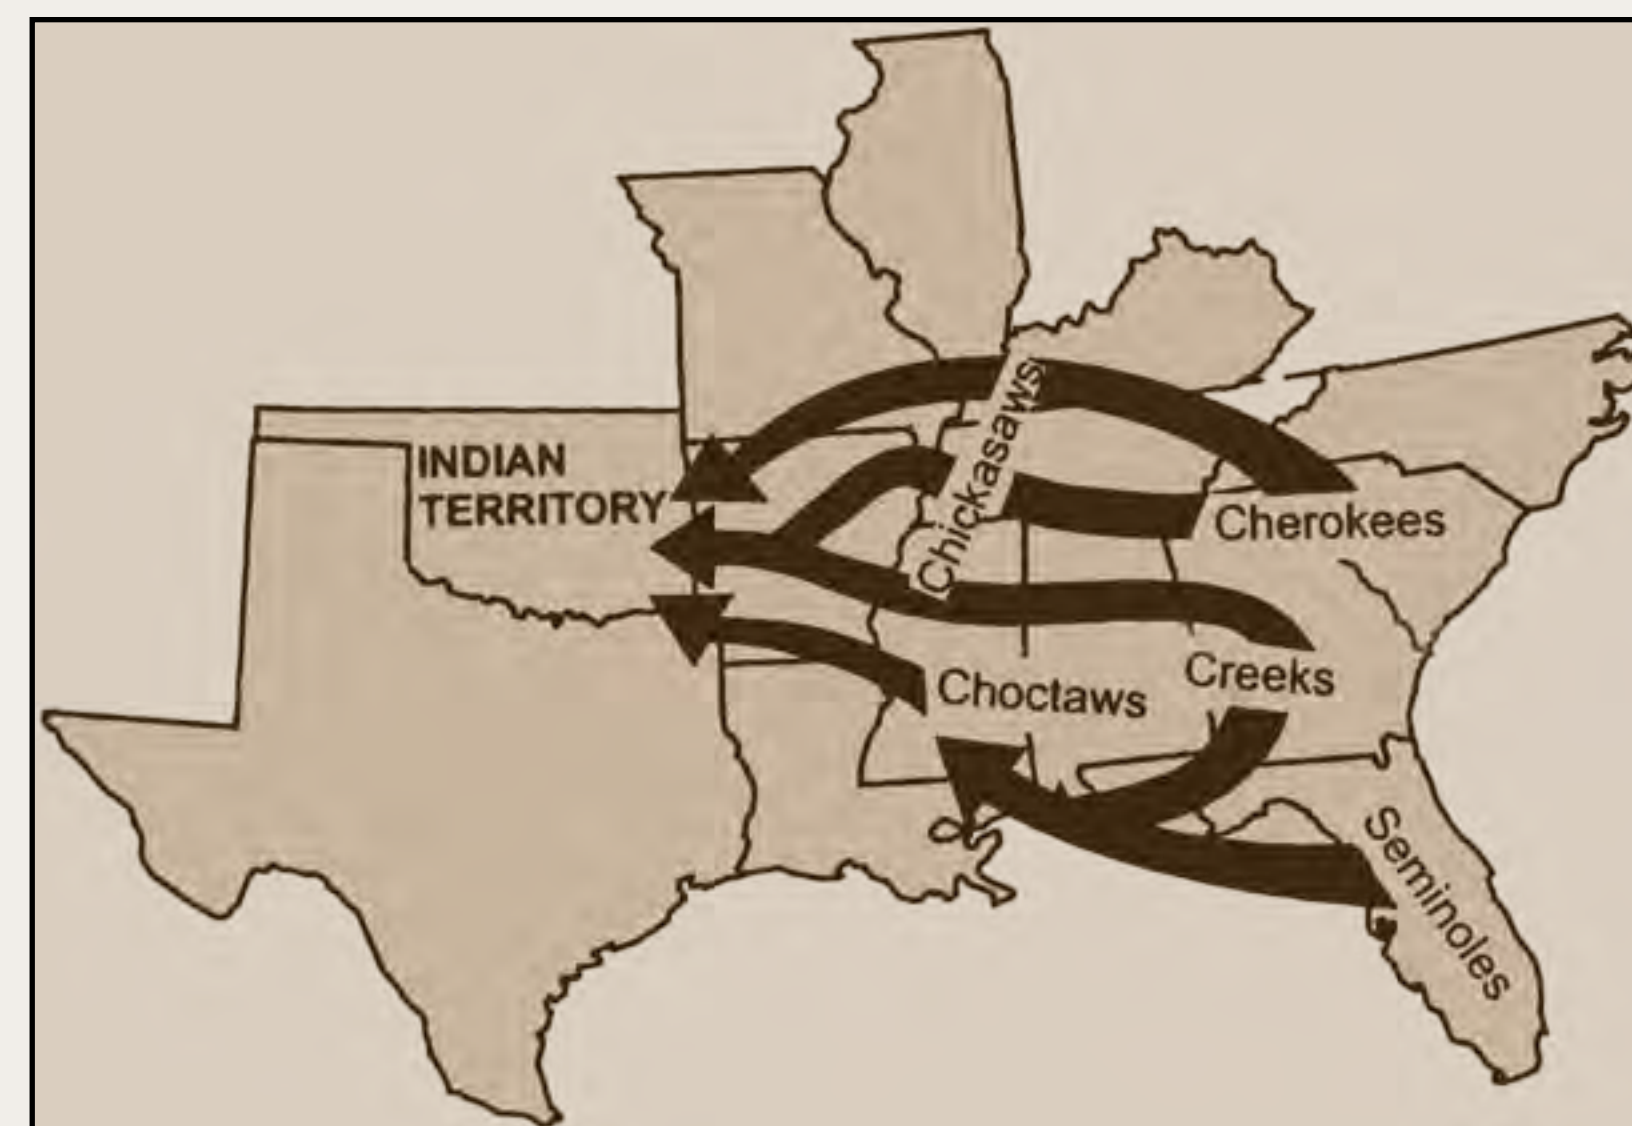 INDIAN
TERRITORY
Chickasaws
Cherokees
Choctaws
Creeks
Seminoles